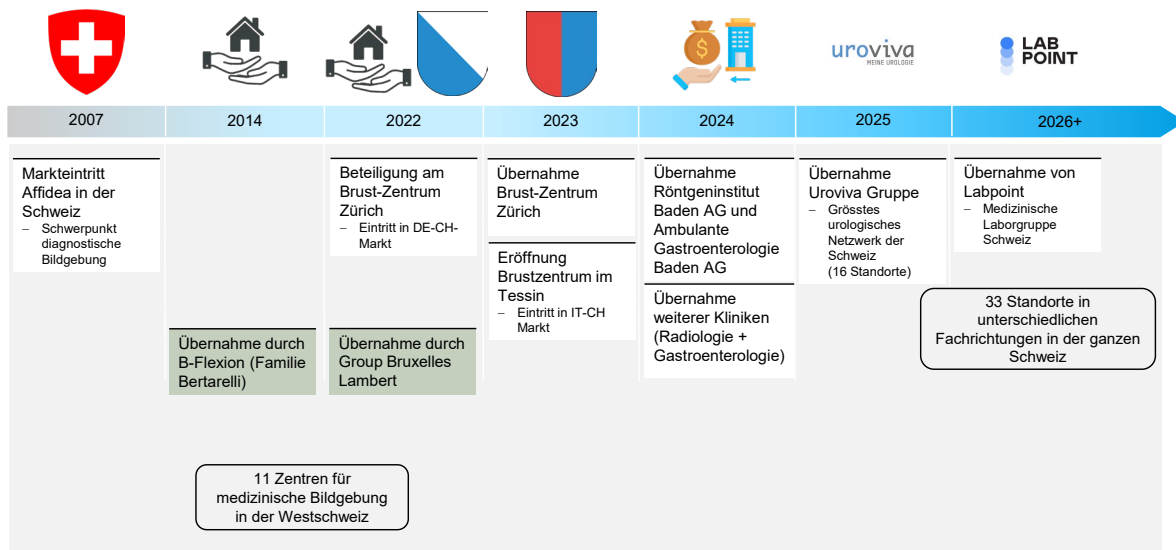 uroviva
MEINE UROLOGIE
LAB
POINT
2007
2014
2022
2023
2024
2025
2026+
Markteintritt
Affidea in der
Schweiz
– Schwerpunkt
diagnostische
Bildgebung
Übernahme durch
B-Flexion (Familie
Bertarelli)
Beteiligung am
Brust-Zentrum
Zürich
– Eintritt in DE-CH-
Markt
Übernahme durch
Group Bruxelles
Lambert
Übernahme
Brust-Zentrum
Zürich
Eröffnung
Brustzentrum im
Tessin
– Eintritt in IT-CH
Markt
Übernahme
Röntgeninstitut
Baden AG und
Ambulante
Gastroenterologie
Baden AG
Übernahme
weiterer Kliniken
(Radiologie +
Gastroenterologie)
Übernahme
Uroviva Gruppe
– Grösstes
urologisches
Netzwerk der
Schweiz
(16 Standorte)
Übernahme von
Labpoint
– Medizinische
Laborgruppe
Schweiz
33 Standorte in
unterschiedlichen
Fachrichtungen in der ganzen
Schweiz
11 Zentren für
medizinische Bildgebung
in der Westschweiz